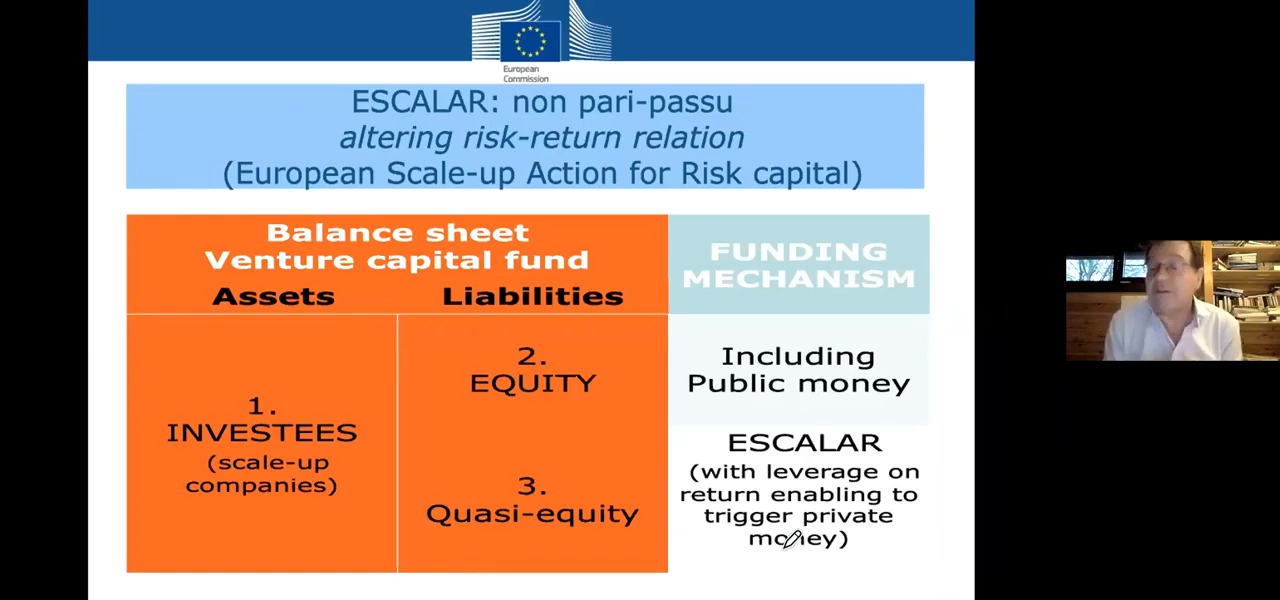 European
Commission
ESCALAR: non pari-passu
altering risk-return relation
(European Scale-up Action for Risk capital)
Balance sheet
Venture capital fund
Assets
Liabilities
FUNDING
MECHANISM
1.
INVESTEES
(scale-up
companies)
2.
EQUITY
Including
Public money
3.
Quasi-equity
ESCALAR
(with leverage on
return enabling to
trigger private
money)